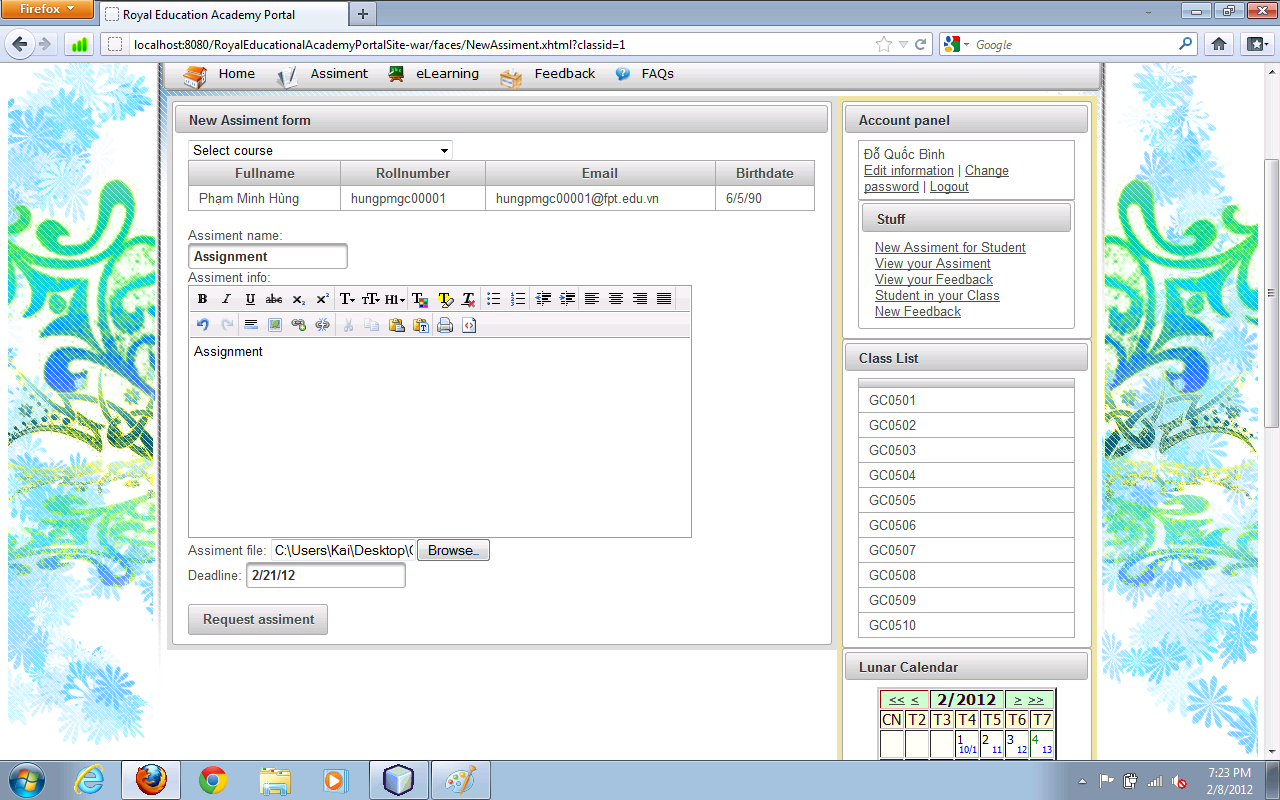 Firefox
Royal Education Academy Portal
localhost:8080/RoyalEducationalAcademyPortalSite-war/faces/NewAssiment.xhtml?classid=1
Google
Home Assiment eLearning Feedback FAQs
New Assiment form
Select course
Fullname Rollnumber Email Birthdate
Phạm Minh Hùng hungpmgc00001 hungpmgc00001@fpt.edu.vn 6/5/90
Assiment name:
Assignment
Assiment info:
B I U abc x₂ x² T tT H1 T T T
Assignment
Assiment file: C:\Users\Kai\Desktop\ Browse...
Deadline: 2/21/12
Request assiment
Account panel
Đỗ Quốc Bình
Edit information | Change
password | Logout
Stuff
New Assiment for Student
View your Assiment
View your Feedback
Student in your Class
New Feedback
Class List
GC0501
GC0502
GC0503
GC0504
GC0505
GC0506
GC0507
GC0508
GC0509
GC0510
Lunar Calendar
<< < 2/2012 > >>
CN T2 T3 T4 T5 T6 T7
1 2 3 4
10/1 11 12 13
7:23 PM
2/8/2012